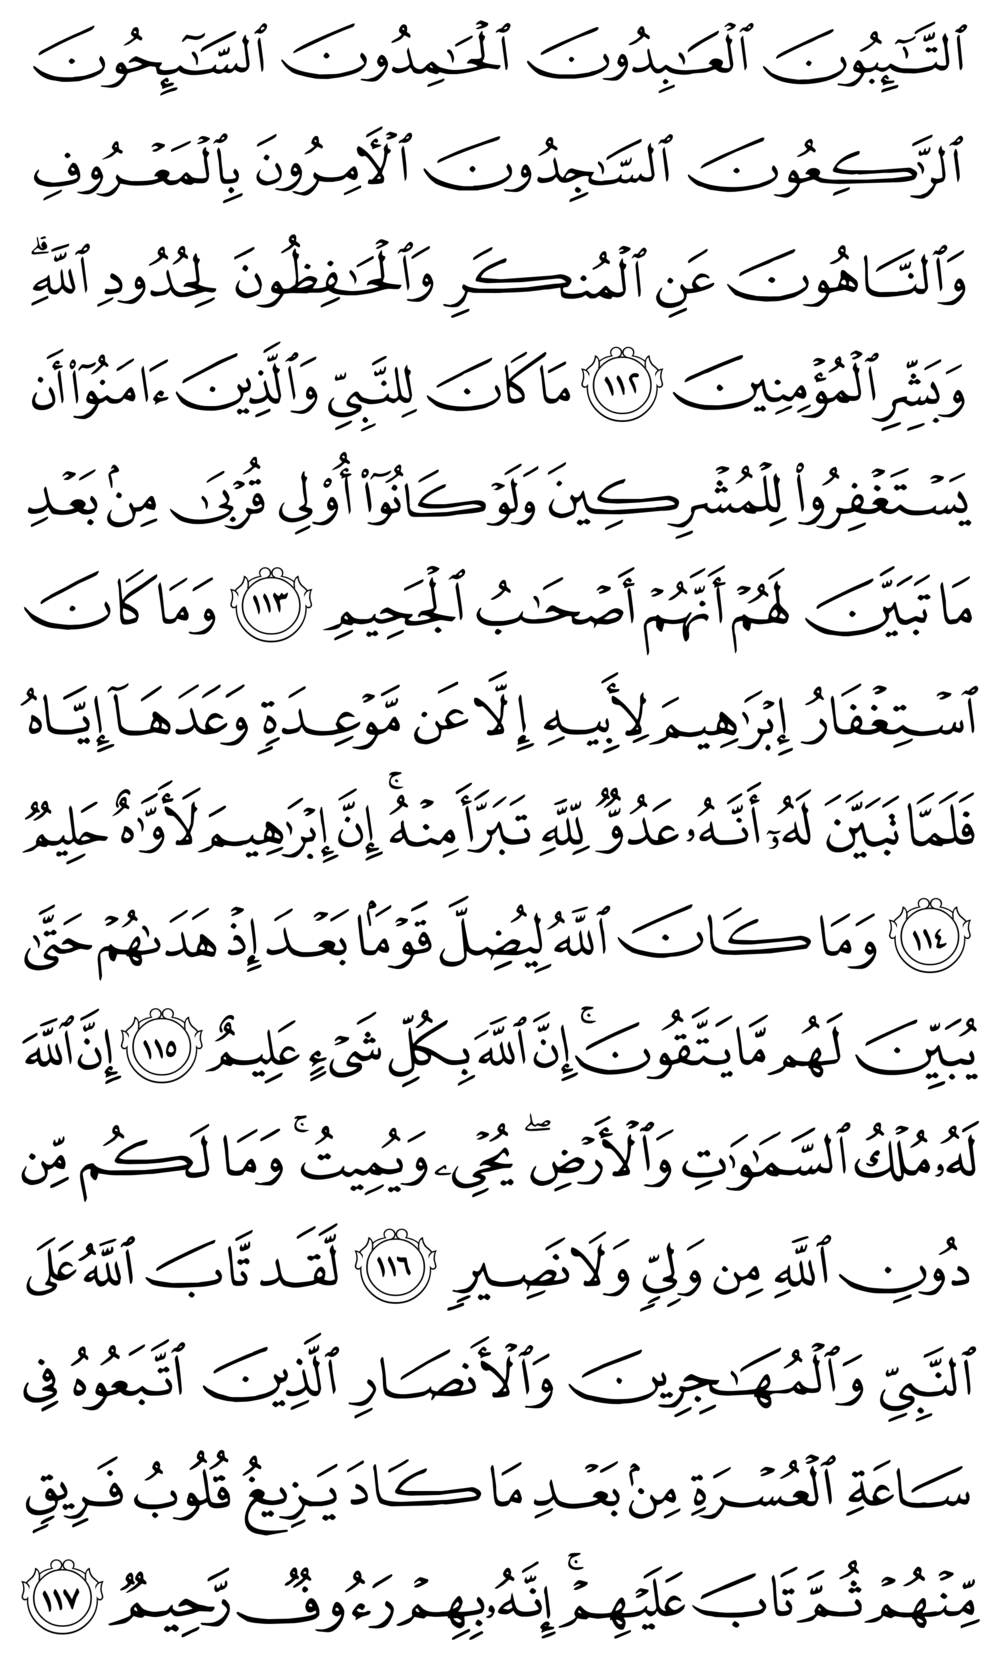 ٱلتَّـٰٓئِبُونَ ٱلْعَـٰبِدُونَ ٱلْحَـٰمِدُونَ ٱلسَّـٰٓئِحُونَ
ٱلرَّٰكِعُونَ ٱلسَّـٰجِدُونَ ٱلْـَٔامِرُونَ بِٱلْمَعْرُوفِ
وَٱلنَّاهُونَ عَنِ ٱلْمُنكَرِ وَٱلْحَـٰفِظُونَ لِحُدُودِ ٱللَّهِ ۗ
وَبَشِّرِ ٱلْمُؤْمِنِينَ ١١٢ مَا كَانَ لِلنَّبِىِّ وَٱلَّذِينَ ءَامَنُوٓا۟ أَن
يَسْتَغْفِرُوا۟ لِلْمُشْرِكِينَ وَلَوْ كَانُوٓا۟ أُو۟لِى قُرْبَىٰ مِنۢ بَعْدِ
مَا تَبَيَّنَ لَهُمْ أَنَّهُمْ أَصْحَـٰبُ ٱلْجَحِيمِ ١١٣ وَمَا كَانَ
ٱسْتِغْفَارُ إِبْرَٰهِيمَ لِأَبِيهِ إِلَّا عَن مَّوْعِدَةٍ وَعَدَهَآ إِيَّاهُ
فَلَمَّا تَبَيَّنَ لَهُۥٓ أَنَّهُۥ عَدُوٌّ لِّلَّهِ تَبَرَّأَ مِنْهُ ۚ إِنَّ إِبْرَٰهِيمَ لَأَوَّٰهٌ حَلِيمٌ
١١٤ وَمَا كَانَ ٱللَّهُ لِيُضِلَّ قَوْمًۢا بَعْدَ إِذْ هَدَىٰهُمْ حَتَّىٰ
يُبَيِّنَ لَهُم مَّا يَتَّقُونَ ۚ إِنَّ ٱللَّهَ بِكُلِّ شَىْءٍ عَلِيمٌ ١١٥ إِنَّ ٱللَّهَ
لَهُۥ مُلْكُ ٱلسَّمَـٰوَٰتِ وَٱلْأَرْضِ ۖ يُحْىِۦ وَيُمِيتُ ۚ وَمَا لَكُم مِّن
دُونِ ٱللَّهِ مِن وَلِىٍّ وَلَا نَصِيرٍ ١١٦ لَّقَد تَّابَ ٱللَّهُ عَلَى
ٱلنَّبِىِّ وَٱلْمُهَـٰجِرِينَ وَٱلْأَنصَارِ ٱلَّذِينَ ٱتَّبَعُوهُ فِى
سَاعَةِ ٱلْعُسْرَةِ مِنۢ بَعْدِ مَا كَادَ يَزِيغُ قُلُوبُ فَرِيقٍ
مِّنْهُمْ ثُمَّ تَابَ عَلَيْهِمْ ۚ إِنَّهُۥ بِهِمْ رَءُوفٌ رَّحِيمٌ ١١٧